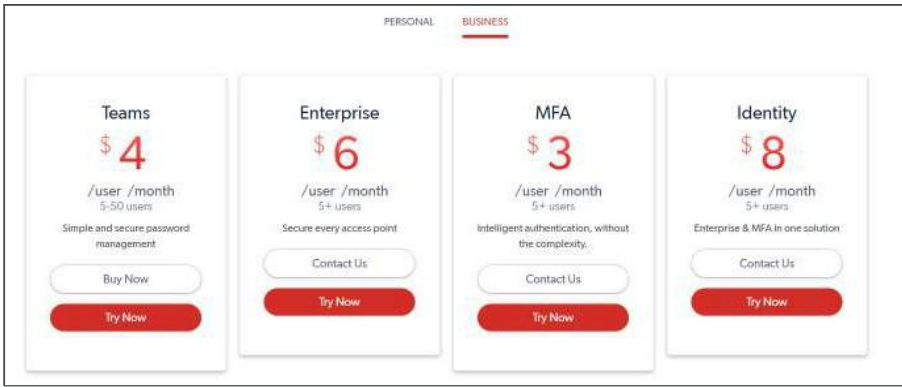 PERSONAL BUSINESS
Teams
$ 4
/user /month
5-50 users
Simple and secure password
management
Buy Now
Try Now
Enterprise
$ 6
/user /month
5+ users
Secure every access point
Contact Us
Try Now
MFA
$ 3
/user /month
5+ users
Intelligent authentication, without
the complexity.
Contact Us
Try Now
Identity
$ 8
/user /month
5+ users
Enterprise & MFA in one solution
Contact Us
Try Now